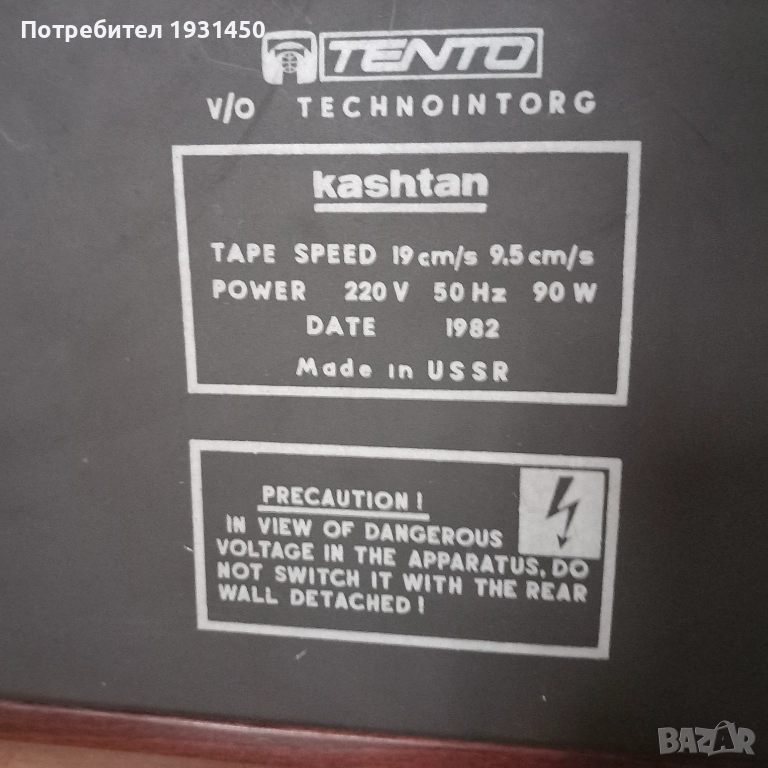 Потребител 1931450
TENTO
V/O TECHNOINTORG
kashtan
TAPE SPEED 19 cm/s 9,5 cm/s
POWER 220 V 50 Hz 90 W
DATE 1982
Made in USSR
PRECAUTION !
IN VIEW OF DANGEROUS
VOLTAGE IN THE APPARATUS, DO
NOT SWITCH IT WITH THE REAR
WALL DETACHED !
BAZAR